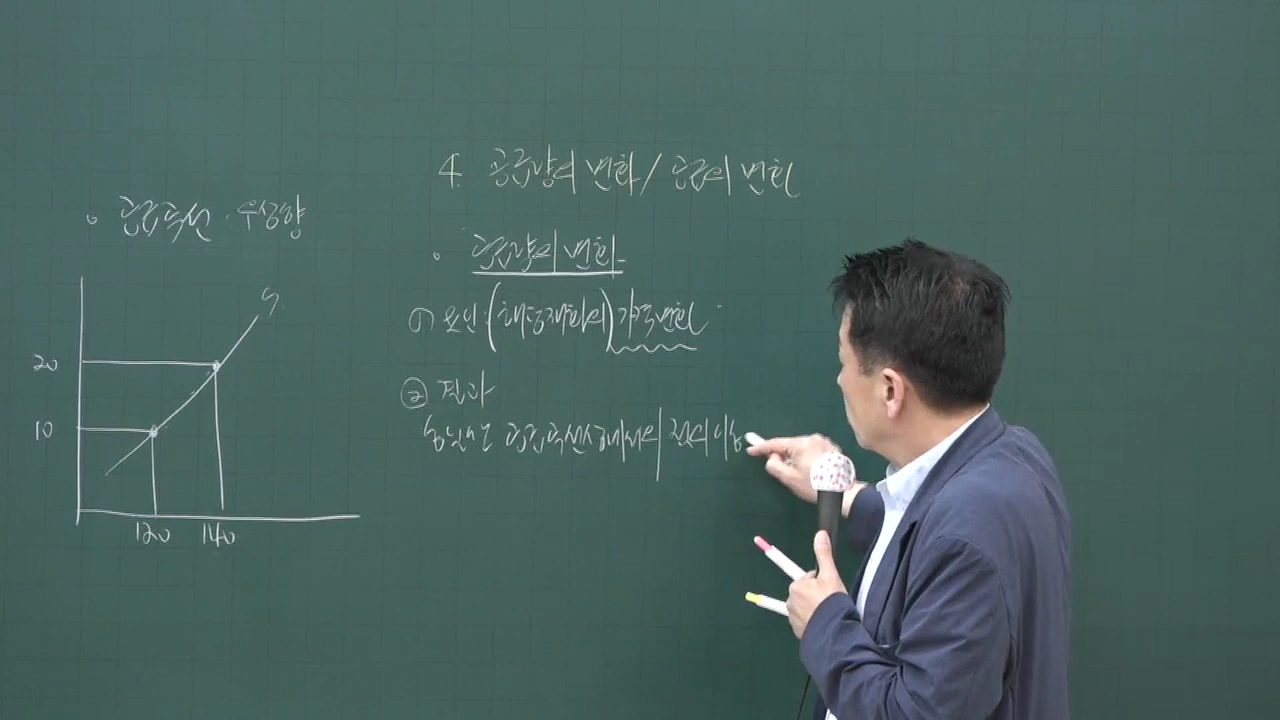 4. 공급량의 변화 / 공급의 변화
◦ 공급곡선 · 우상향
S.
20
10
120 140
· 공급량의 변화
① 요인 : (해당재화의) 가격변화
② 결과
동일한 공급곡선상에서의 점의 이동